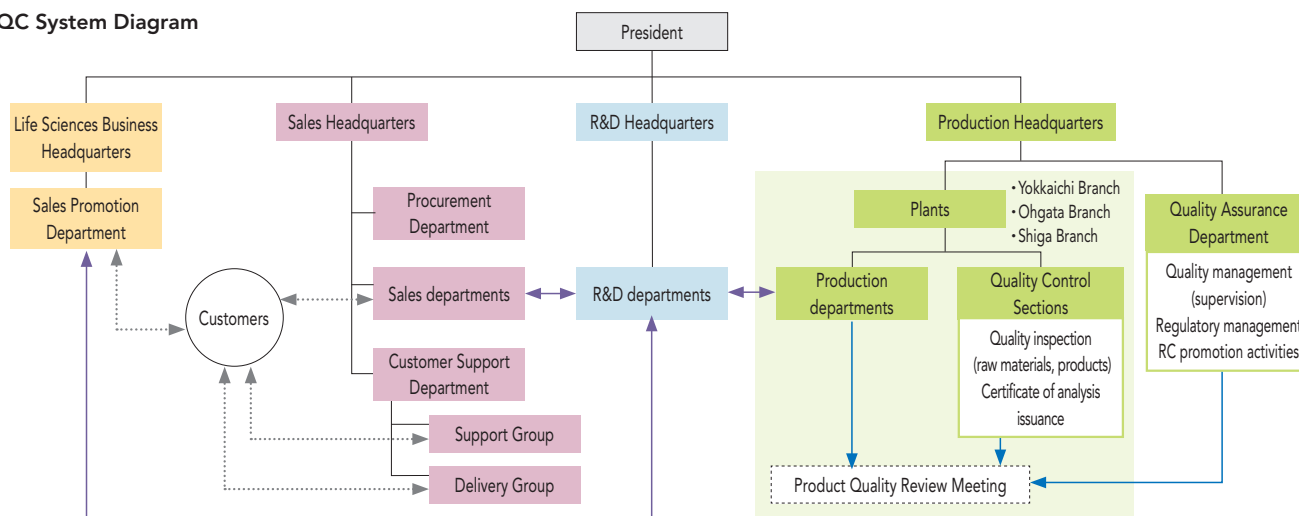 QC System Diagram
President
Life Sciences Business
Headquarters
Sales Headquarters
R&D Headquarters
Production Headquarters
Sales Promotion
Department
Procurement
Department
Plants
• Yokkaichi Branch
• Ohgata Branch
• Shiga Branch
Quality Assurance
Department
Quality management
(supervision)
Regulatory management
RC promotion activities
Customers
Sales departments
R&D departments
Production
departments
Quality Control
Sections
Quality inspection
(raw materials, products)
Certificate of analysis
issuance
Customer Support
Department
Support Group
Delivery Group
Product Quality Review Meeting